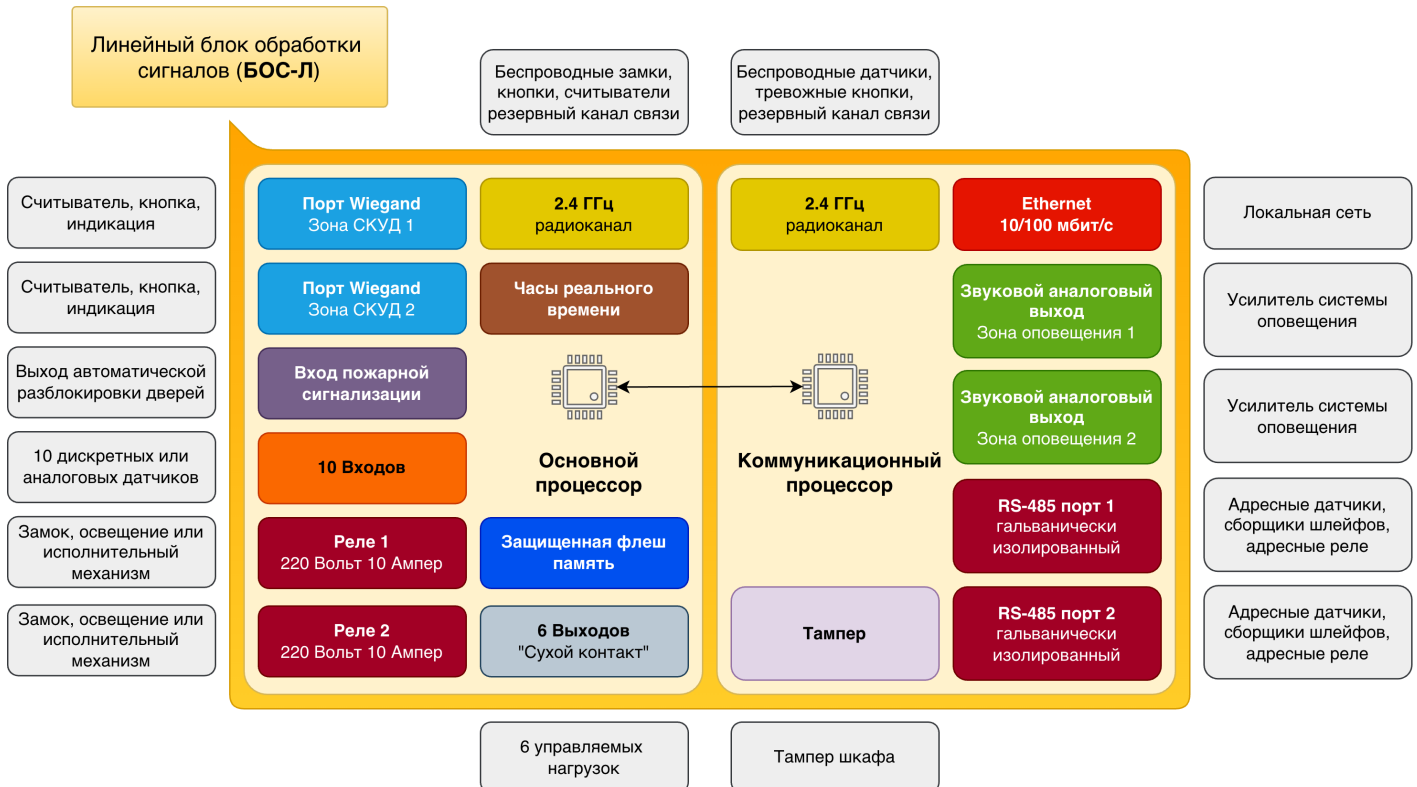 Линейный блок обработки
сигналов (БОС-Л)
Беспроводные замки,
кнопки, считыватели
резервный канал связи
Беспроводные датчики,
тревожные кнопки,
резервный канал связи
Считыватель, кнопка,
индикация
Считыватель, кнопка,
индикация
Выход автоматической
разблокировки дверей
10 дискретных или
аналоговых датчиков
Замок, освещение или
исполнительный
механизм
Замок, освещение или
исполнительный
механизм
Порт Wiegand
Зона СКУД 1
Порт Wiegand
Зона СКУД 2
Вход пожарной
сигнализации
10 Входов
Реле 1
220 Вольт 10 Ампер
Реле 2
220 Вольт 10 Ампер
2.4 ГГц
радиоканал
Часы реального
времени
Основной
процессор
Защищенная флеш
память
6 Выходов
"Сухой контакт"
2.4 ГГц
радиоканал
Коммуникационный
процессор
Тампер
Ethernet
10/100 мбит/с
Звуковой аналоговый
выход
Зона оповещения 1
Звуковой аналоговый
выход
Зона оповещения 2
RS-485 порт 1
гальванически
изолированный
RS-485 порт 2
гальванически
изолированный
Локальная сеть
Усилитель системы
оповещения
Усилитель системы
оповещения
Адресные датчики,
сборщики шлейфов,
адресные реле
Адресные датчики,
сборщики шлейфов,
адресные реле
6 управляемых
нагрузок
Тампер шкафа